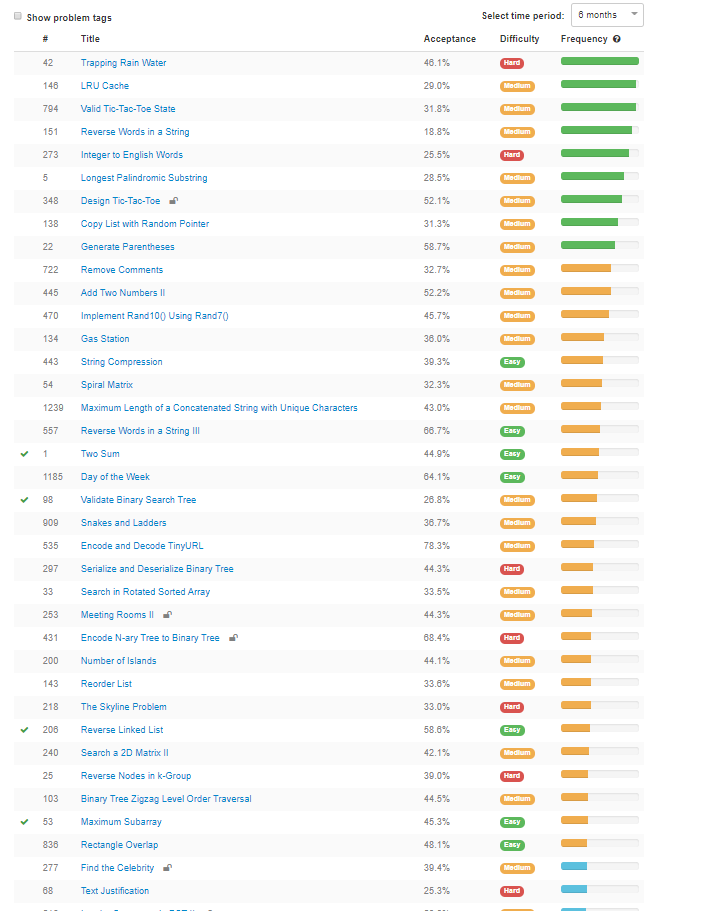 Show problem tags Select time period: 6 months
# Title Acceptance Difficulty Frequency ?
42 Trapping Rain Water 46.1% Hard
146 LRU Cache 29.0% Medium
794 Valid Tic-Tac-Toe State 31.8% Medium
151 Reverse Words in a String 18.8% Medium
273 Integer to English Words 25.5% Hard
5 Longest Palindromic Substring 28.5% Medium
348 Design Tic-Tac-Toe 52.1% Medium
138 Copy List with Random Pointer 31.3% Medium
22 Generate Parentheses 58.7% Medium
722 Remove Comments 32.7% Medium
445 Add Two Numbers II 52.2% Medium
470 Implement Rand10() Using Rand7() 45.7% Medium
134 Gas Station 36.0% Medium
443 String Compression 39.3% Easy
54 Spiral Matrix 32.3% Medium
1239 Maximum Length of a Concatenated String with Unique Characters 43.0% Medium
557 Reverse Words in a String III 66.7% Easy
1 Two Sum 44.9% Easy
1185 Day of the Week 64.1% Easy
98 Validate Binary Search Tree 26.8% Medium
909 Snakes and Ladders 36.7% Medium
535 Encode and Decode TinyURL 78.3% Medium
297 Serialize and Deserialize Binary Tree 44.3% Hard
33 Search in Rotated Sorted Array 33.5% Medium
253 Meeting Rooms II 44.3% Medium
431 Encode N-ary Tree to Binary Tree 68.4% Hard
200 Number of Islands 44.1% Medium
143 Reorder List 33.6% Medium
218 The Skyline Problem 33.0% Hard
206 Reverse Linked List 58.6% Easy
240 Search a 2D Matrix II 42.1% Medium
25 Reverse Nodes in k-Group 39.0% Hard
103 Binary Tree Zigzag Level Order Traversal 44.5% Medium
53 Maximum Subarray 45.3% Easy
836 Rectangle Overlap 48.1% Easy
277 Find the Celebrity 39.4% Medium
68 Text Justification 25.3% Hard